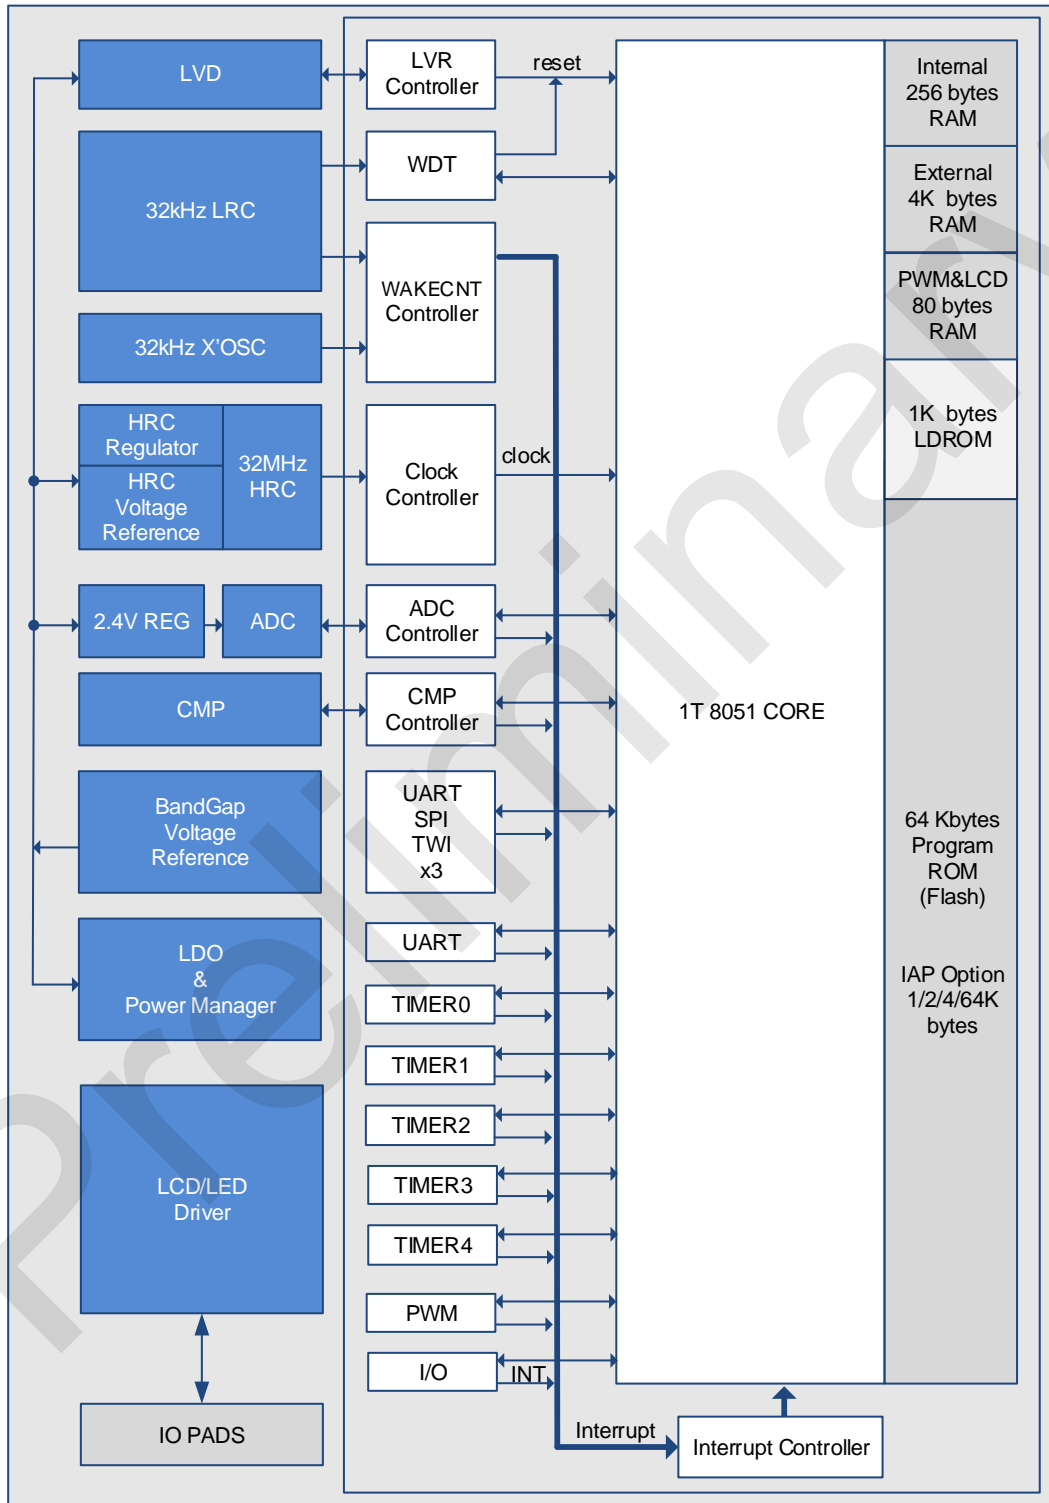 LVD
LVR
Controller
reset
Internal
256 bytes
RAM
WDT
External
4K bytes
RAM
32kHz LRC
WAKECNT
Controller
PWM&LCD
80 bytes
RAM
32kHz X'OSC
1K bytes
LDROM
HRC
Regulator
HRC
Voltage
Reference
32MHz
HRC
Clock
Controller
clock
2.4V REG
ADC
ADC
Controller
CMP
CMP
Controller
1T 8051 CORE
BandGap
Voltage
Reference
UART
SPI
TWI
x3
64 Kbytes
Program
ROM
(Flash)
UART
LDO
&
Power Manager
IAP Option
1/2/4/64K
bytes
TIMER0
TIMER1
TIMER2
LCD/LED
Driver
TIMER3
TIMER4
PWM
I/O
INT
IO PADS
Interrupt
Interrupt Controller
Preliminary